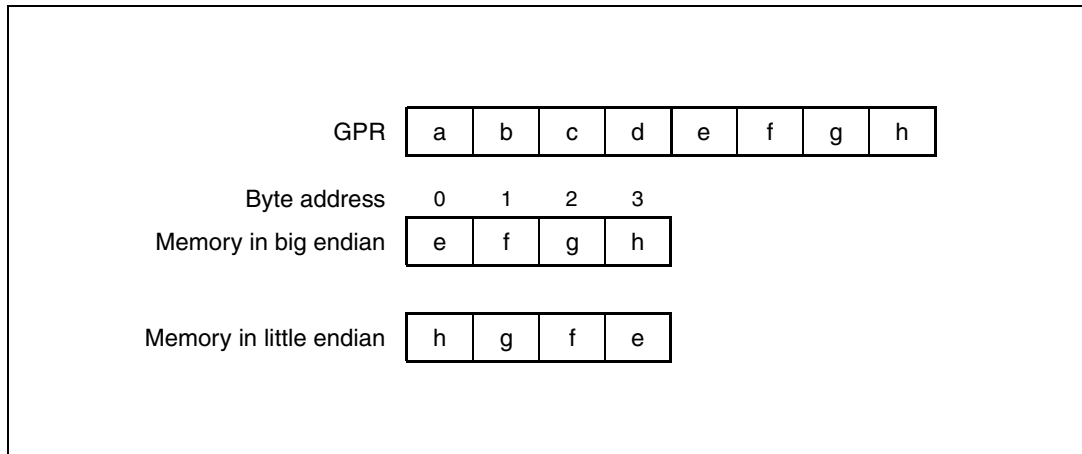 GPR a b c d e f g h
Byte address 0 1 2 3
Memory in big endian e f g h
Memory in little endian h g f e